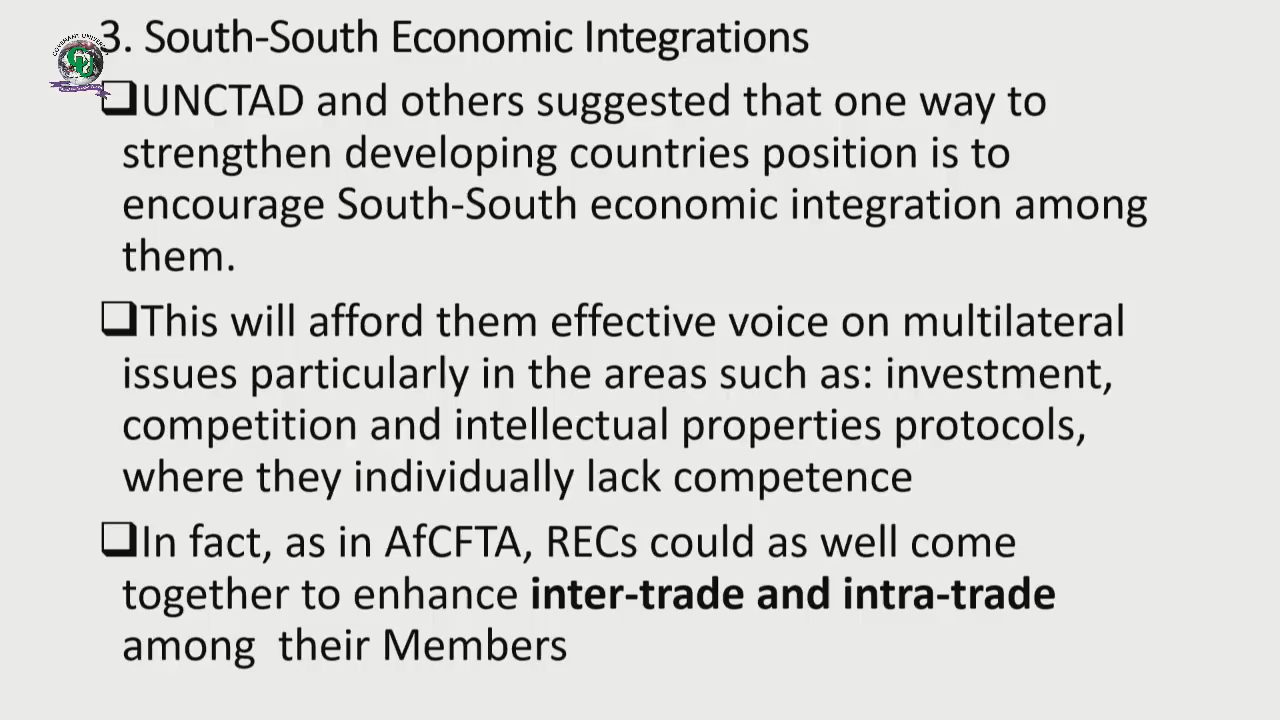 3. South-South Economic Integrations
❑UNCTAD and others suggested that one way to
strengthen developing countries position is to
encourage South-South economic integration among
them.
❑This will afford them effective voice on multilateral
issues particularly in the areas such as: investment,
competition and intellectual properties protocols,
where they individually lack competence
❑In fact, as in AfCFTA, RECs could as well come
together to enhance inter-trade and intra-trade
among their Members
COVENANT UNIVERSITY